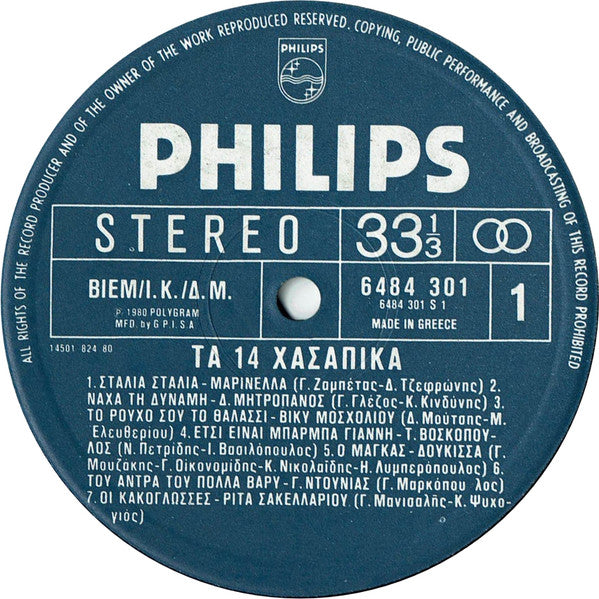 ALL RIGHTS OF THE RECORD PRODUCER AND OF THE OWNER OF THE WORK REPRODUCED RESERVED. COPYING, PUBLIC PERFORMANCE AND BROADCASTING OF THIS RECORD PROHIBITED
PHILIPS
PHILIPS
STEREO 33⅓
BIEM/I.K./Δ.M.
℗ 1980 POLYGRAM
MFD. by G P I. S A
6484 301
6484 301 S 1
MADE IN GREECE
1
14501 824 80
ΤΑ 14 ΧΑΣΑΠΙΚΑ
1. ΣΤΑΛΙΑ ΣΤΑΛΙΑ - ΜΑΡΙΝΕΛΛΑ (Γ. Ζαμπέτας - Δ. Τζεφρώνης) 2.
ΝΑΧΑ ΤΗ ΔΥΝΑΜΗ - Δ. ΜΗΤΡΟΠΑΝΟΣ (Γ. Γλέζος - Κ. Κινδύνης) 3.
ΤΟ ΡΟΥΧΟ ΣΟΥ ΤΟ ΘΑΛΑΣΣΙ - ΒΙΚΥ ΜΟΣΧΟΛΙΟΥ (Δ. Μούτσης - Μ.
Ελευθερίου) 4. ΕΤΣΙ ΕΙΝΑΙ ΜΠΑΡΜΠΑ ΓΙΑΝΝΗ - Τ. ΒΟΣΚΟΠΟΥ-
ΛΟΣ (Ν. Πετρίδης - Ι. Βασιλόπουλος) 5. Ο ΜΑΓΚΑΣ - ΔΟΥΚΙΣΣΑ (Γ.
Μουζάκης - Γ. Οικονομίδης - Κ. Νικολαΐδης - Η. Λυμπερόπουλος) 6.
ΤΟΥ ΑΝΤΡΑ ΤΟΥ ΠΟΛΛΑ ΒΑΡΥ - Γ. ΝΤΟΥΝΙΑΣ (Γ. Μαρκόπου λος)
7. ΟΙ ΚΑΚΟΓΛΩΣΣΕΣ - ΡΙΤΑ ΣΑΚΕΛΛΑΡΙΟΥ (Γ. Μανισαλής - Κ. Ψυχο-
γιός)